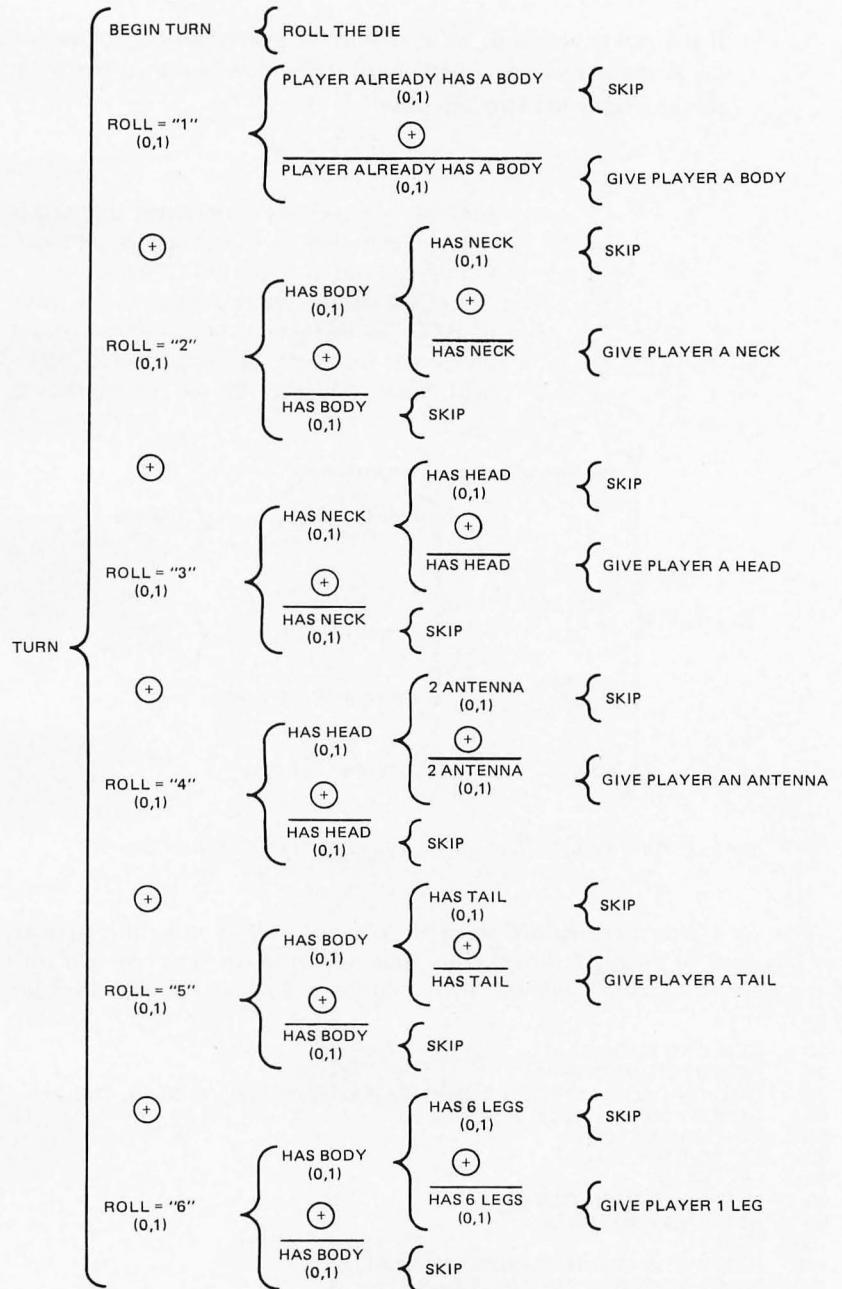 BEGIN TURN
ROLL THE DIE
PLAYER ALREADY HAS A BODY
(0,1)
SKIP
ROLL = "1"
(0,1)
+
PLAYER ALREADY HAS A BODY
(0,1)
GIVE PLAYER A BODY
+
HAS NECK
(0,1)
SKIP
HAS BODY
(0,1)
+
ROLL = "2"
(0,1)
+
HAS NECK
GIVE PLAYER A NECK
HAS BODY
(0,1)
SKIP
+
HAS HEAD
(0,1)
SKIP
HAS NECK
(0,1)
+
ROLL = "3"
(0,1)
+
HAS HEAD
GIVE PLAYER A HEAD
HAS NECK
(0,1)
SKIP
TURN
+
2 ANTENNA
(0,1)
SKIP
HAS HEAD
(0,1)
+
ROLL = "4"
(0,1)
+
2 ANTENNA
(0,1)
GIVE PLAYER AN ANTENNA
HAS HEAD
(0,1)
SKIP
+
HAS TAIL
(0,1)
SKIP
HAS BODY
(0,1)
+
ROLL = "5"
(0,1)
+
HAS TAIL
GIVE PLAYER A TAIL
HAS BODY
(0,1)
SKIP
+
HAS 6 LEGS
(0,1)
SKIP
HAS BODY
(0,1)
+
ROLL = "6"
(0,1)
+
HAS 6 LEGS
(0,1)
GIVE PLAYER 1 LEG
HAS BODY
(0,1)
SKIP